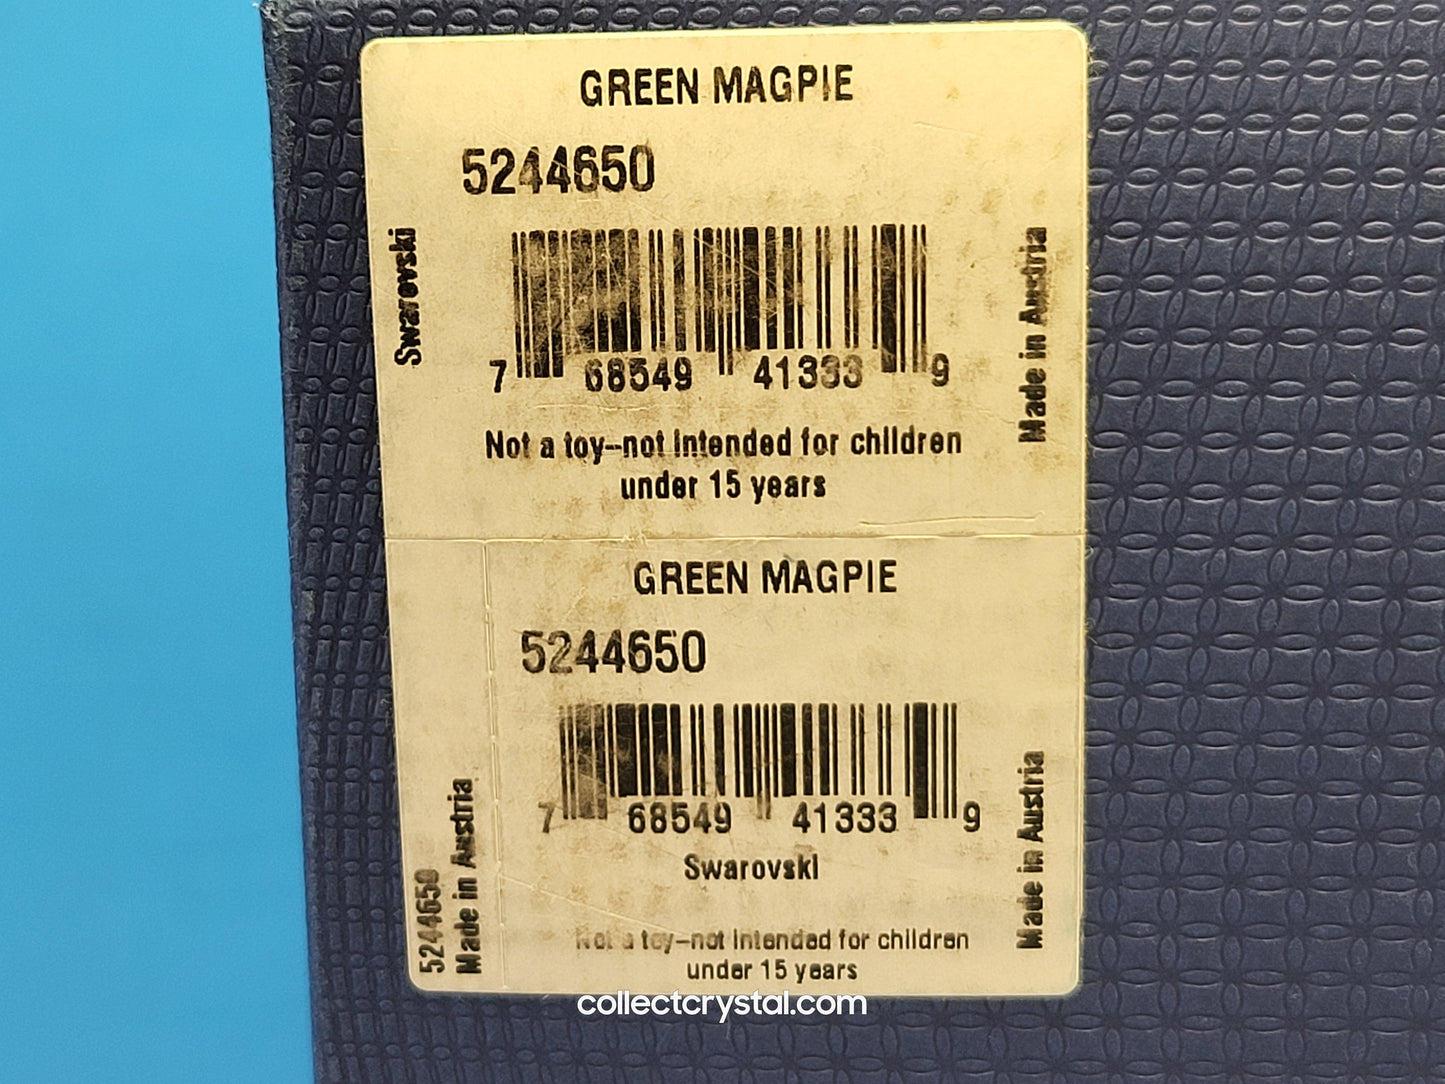 GREEN MAGPIE
5244650
Swarovski
7 68549 41333 9
Made in Austria
Not a toy–not intended for children
under 15 years
GREEN MAGPIE
5244650
7 68549 41333 9
Swarovski
5244650
Made in Austria
Made in Austria
Not a toy–not intended for children
under 15 years
collectcrystal.com